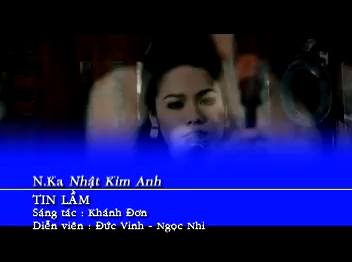 N.Ka Nhật Kim Anh
TIN LẦM
Sáng tác : Khánh Đơn
Diễn viên : Đức Vinh - Ngọc Nhi